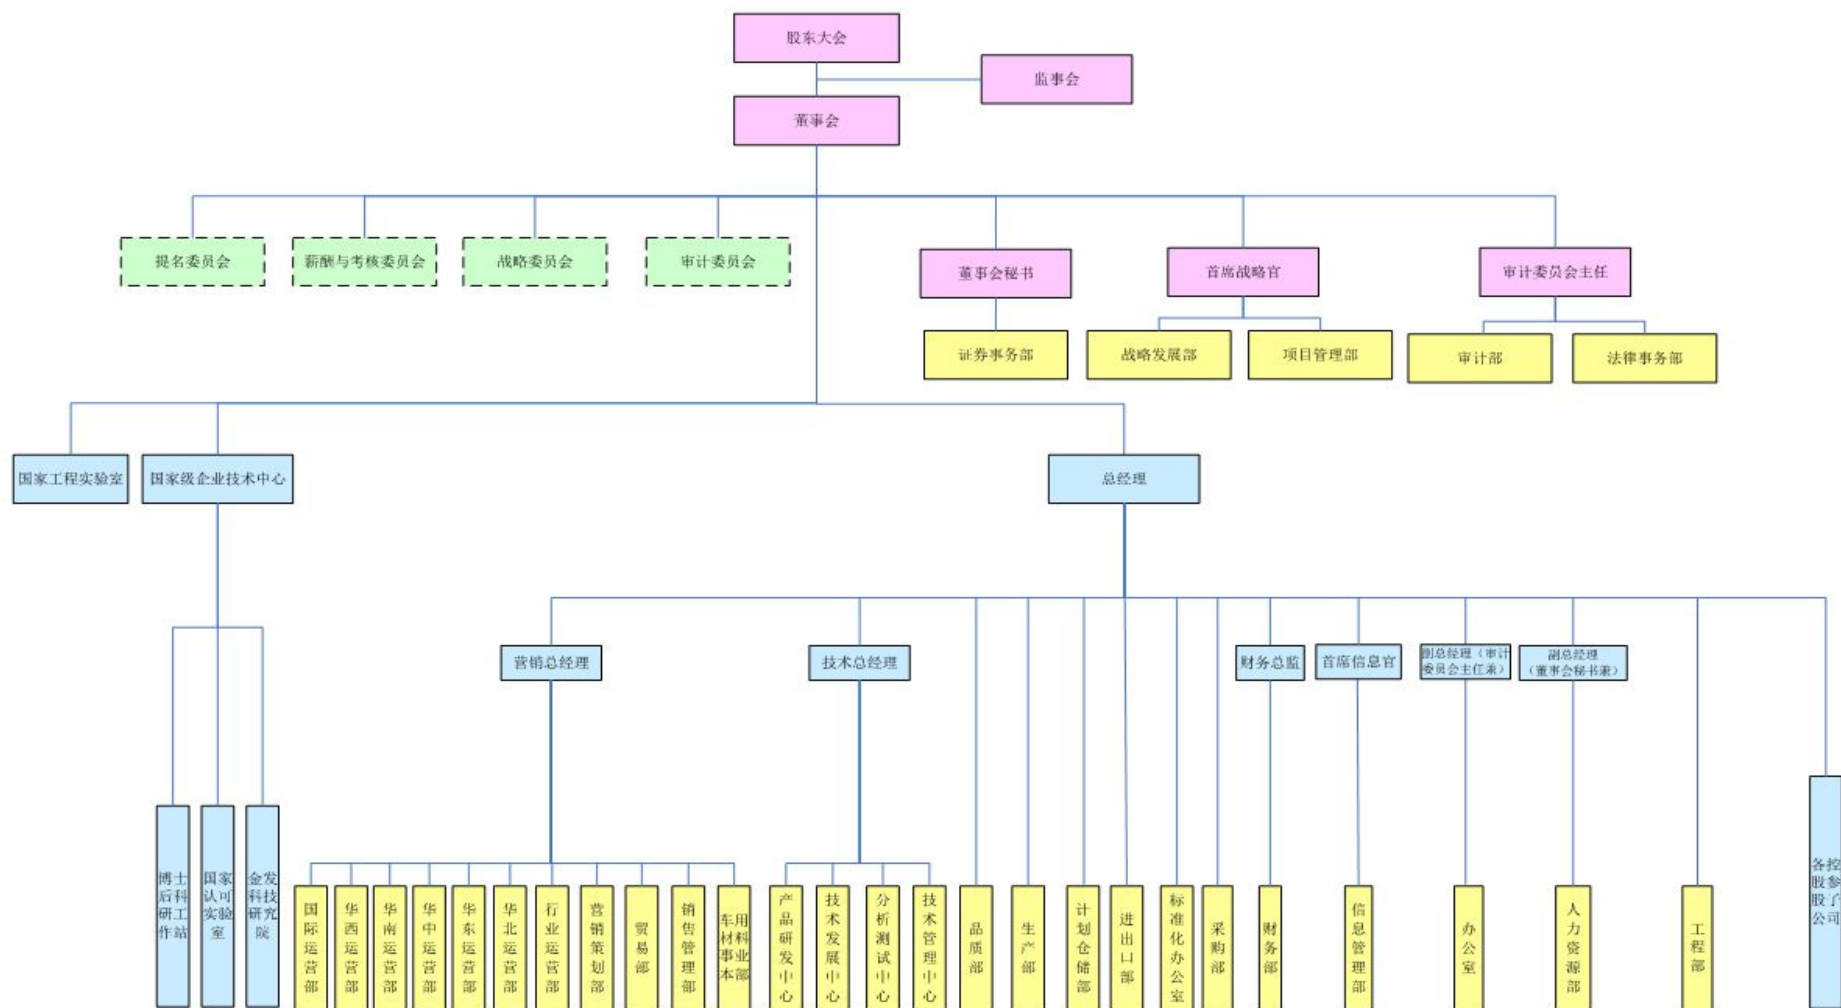 股东大会
监事会
董事会
提名委员会
薪酬与考核委员会
战略委员会
审计委员会
董事会秘书
首席战略官
审计委员会主任
证券事务部
战略发展部
项目管理部
审计部
法律事务部
国家工程实验室
国家级企业技术中心
总经理
营销总经理
技术总经理
财务总监
首席信息官
副总经理（审计
委员会主任兼）
副总经理
（董事会秘书兼）
博士
后科
研工
作站
国家
认可
实验
室
金发
科技
研究
院
国际运营部
华西运营部
华南运营部
华中运营部
华东运营部
华北运营部
行业运营部
营销策划部
贸易部
销售管理部
车用
材料
事业
本部
产品研发中心
技术发展中心
分析测试中心
技术管理中心
品质部
生产部
计划仓储部
进出口部
标准化办公室
采购部
财务部
信息管理部
办公室
人力资源部
工程部
各控
股参
股子
公司